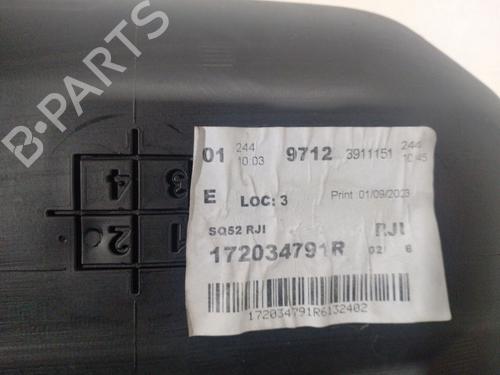 B-PARTS
01 244 9712 3911151 244
10:03 10:45
E LOC: 3 Print 01/09/2003
SQ52 RJI RJI
172034791R 02 6
172034791R6132402
4 3
2 1